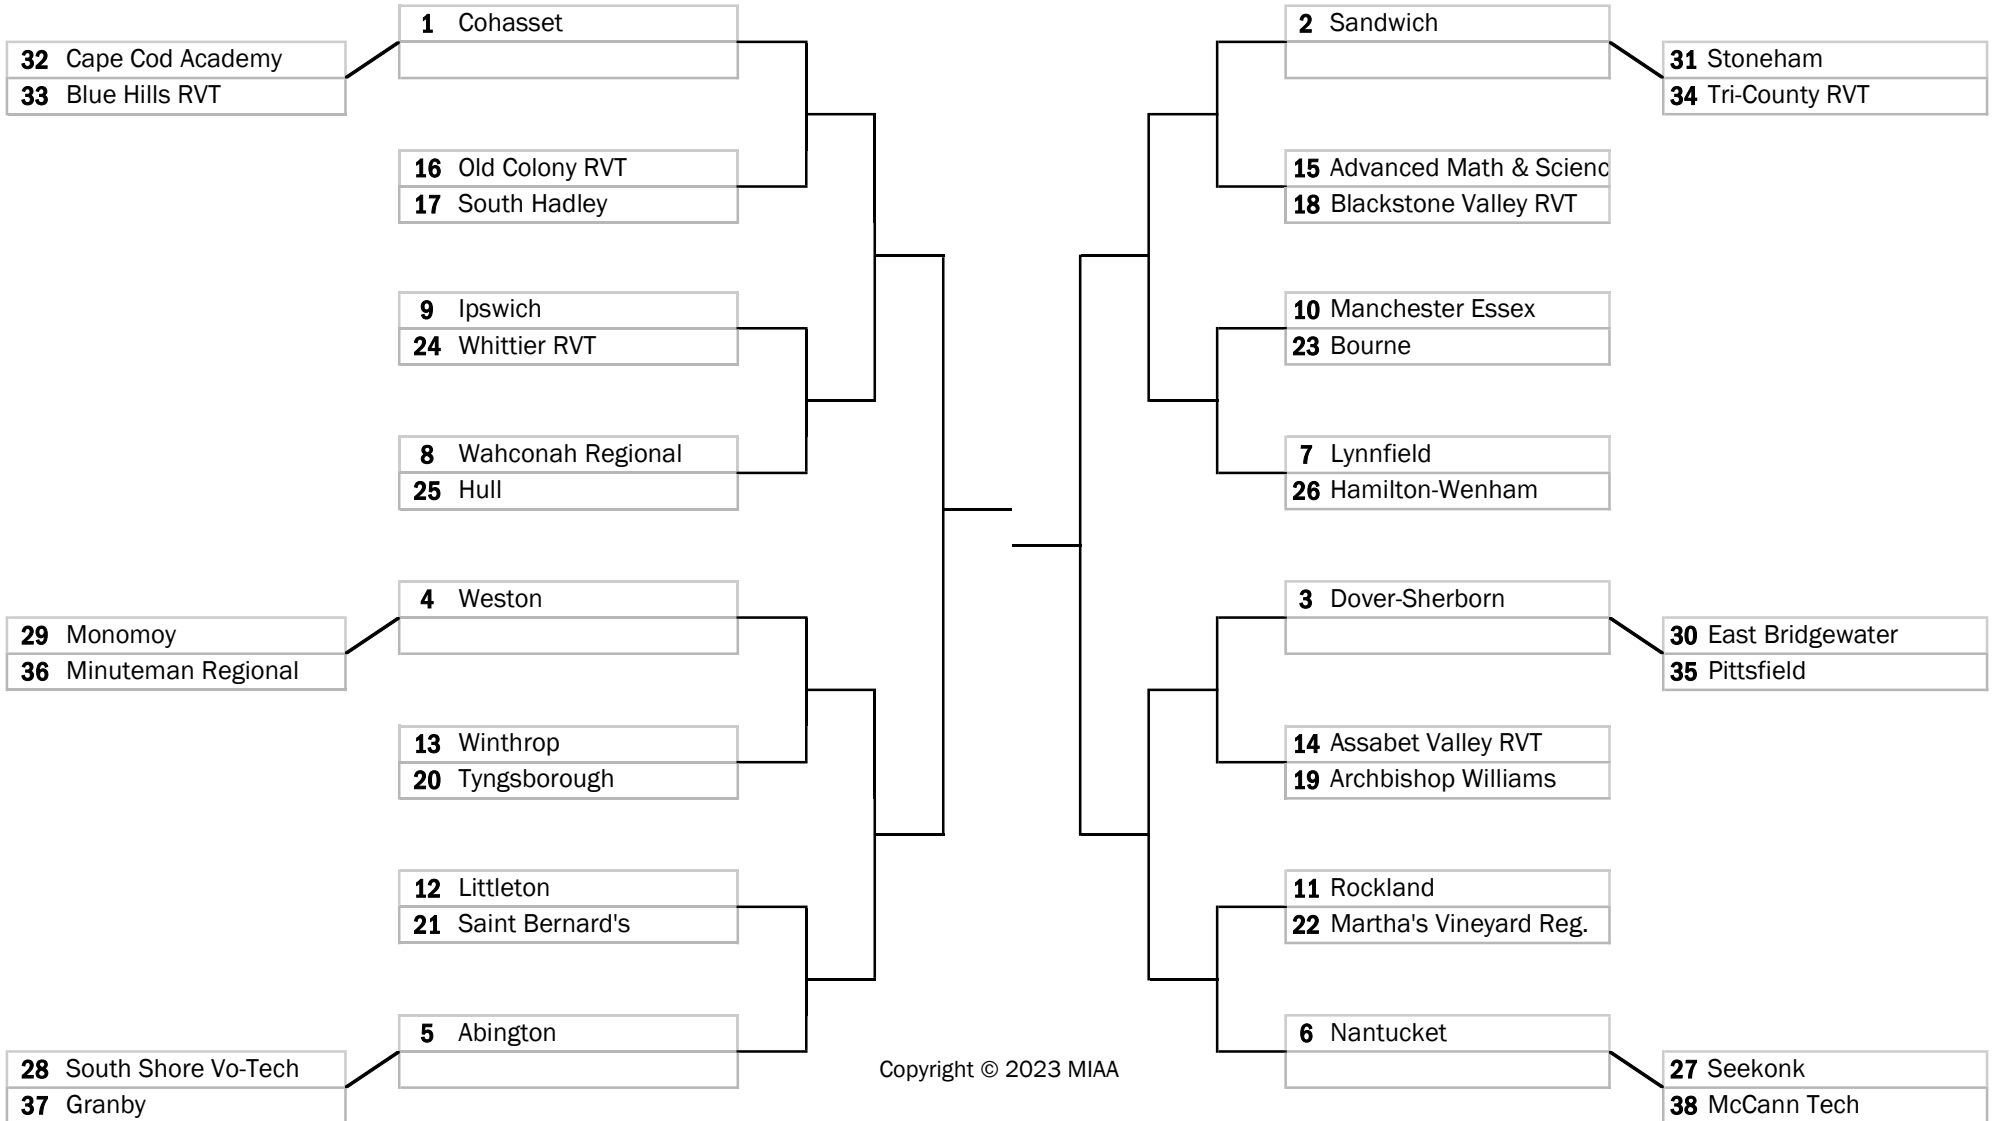 1 Cohasset
32 Cape Cod Academy
33 Blue Hills RVT
16 Old Colony RVT
17 South Hadley
9 Ipswich
24 Whittier RVT
8 Wahconah Regional
25 Hull
4 Weston
29 Monomoy
36 Minuteman Regional
13 Winthrop
20 Tyngsborough
12 Littleton
21 Saint Bernard's
5 Abington
28 South Shore Vo-Tech
37 Granby
2 Sandwich
31 Stoneham
34 Tri-County RVT
15 Advanced Math & Scienc
18 Blackstone Valley RVT
10 Manchester Essex
23 Bourne
7 Lynnfield
26 Hamilton-Wenham
3 Dover-Sherborn
30 East Bridgewater
35 Pittsfield
14 Assabet Valley RVT
19 Archbishop Williams
11 Rockland
22 Martha's Vineyard Reg.
6 Nantucket
27 Seekonk
38 McCann Tech
Copyright © 2023 MIAA